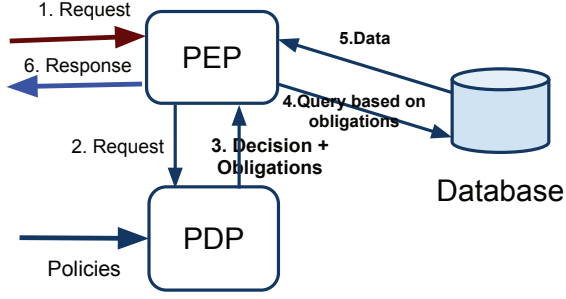 1. Request
PEP
6. Response
5.Data
4.Query based on
obligations
2. Request
3. Decision +
Obligations
Database
PDP
Policies